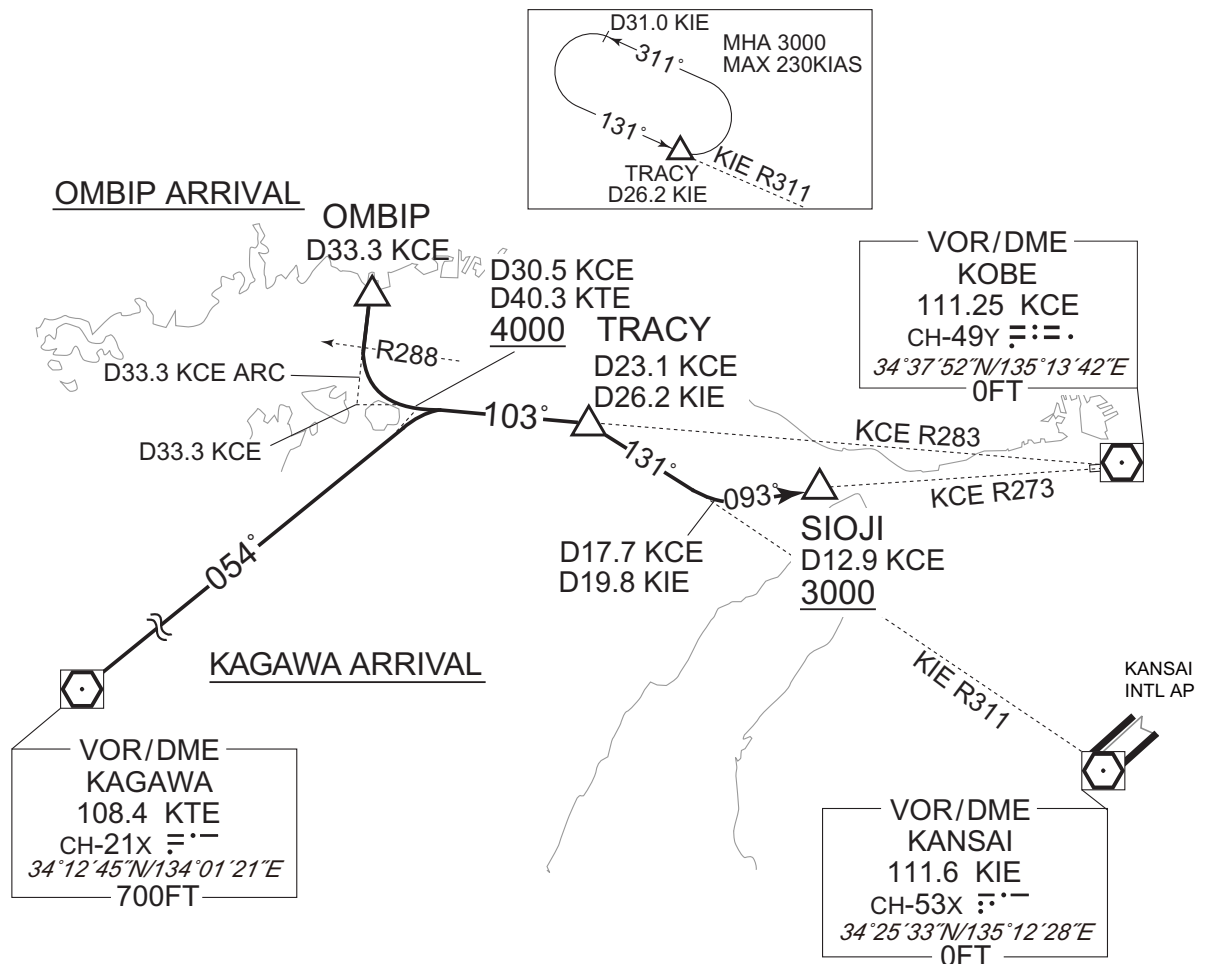 D31.0 KIE
MHA 3000
MAX 230KIAS
311°
131°
TRACY
D26.2 KIE
KIE R311
OMBIP ARRIVAL
OMBIP
D33.3 KCE
D30.5 KCE
D40.3 KTE
4000
TRACY
D23.1 KCE
D26.2 KIE
VOR/DME
KOBE
111.25 KCE
CH-49Y
34°37´52˝N/135°13´42˝E
0FT
R288
D33.3 KCE ARC
D33.3 KCE
103°
KCE R283
131°
093°
KCE R273
SIOJI
D12.9 KCE
3000
D17.7 KCE
D19.8 KIE
054°
KAGAWA ARRIVAL
KIE R311
KANSAI
INTL AP
VOR/DME
KAGAWA
108.4 KTE
CH-21X
34°12´45˝N/134°01´21˝E
700FT
VOR/DME
KANSAI
111.6 KIE
CH-53X
34°25´33˝N/135°12´28˝E
0FT